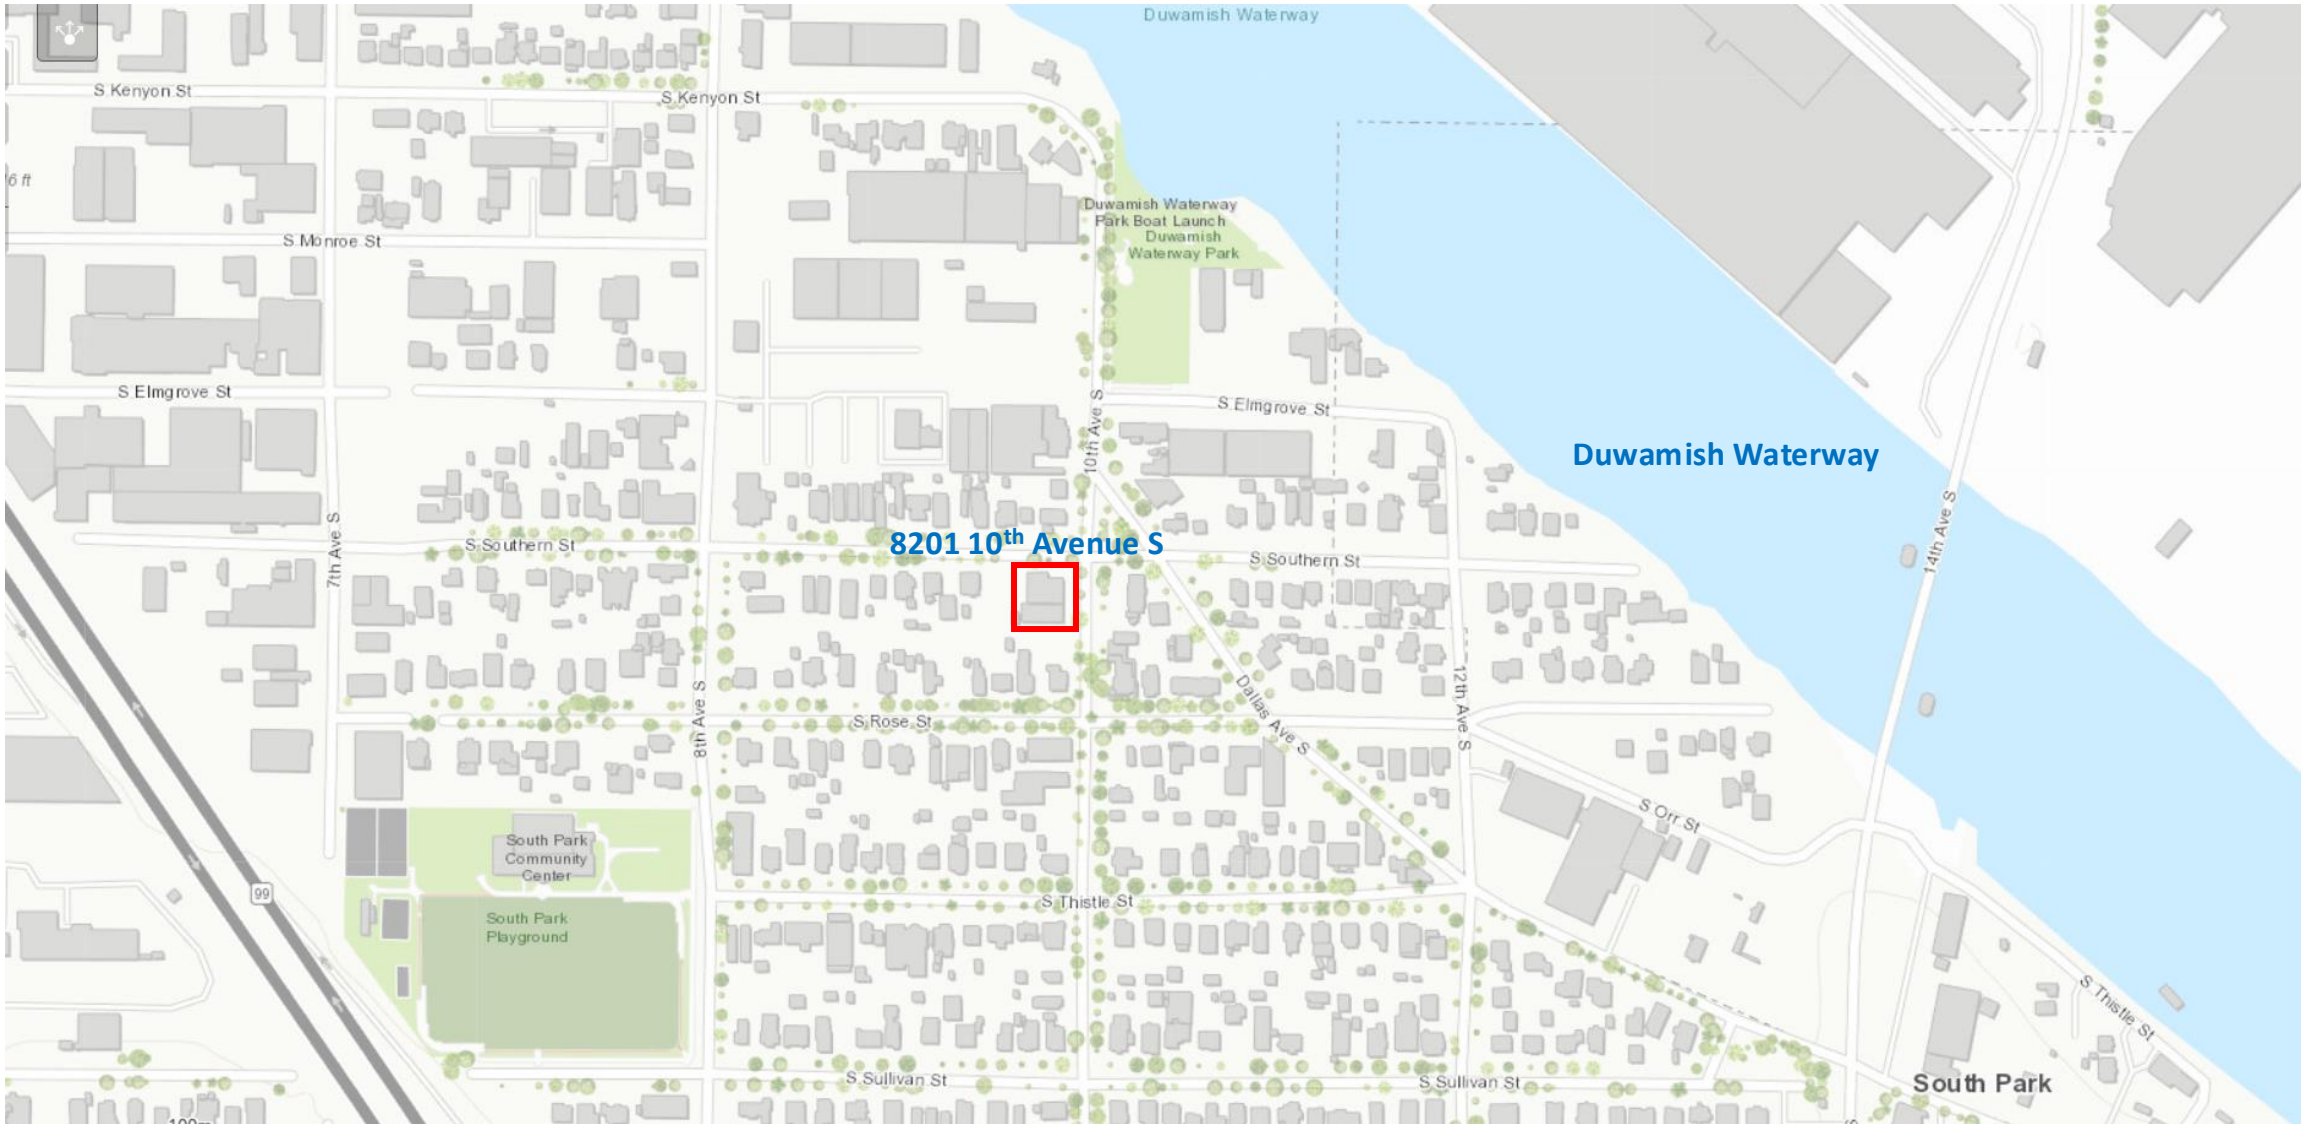 Duwamish Waterway
S Kenyon St
S Kenyon St
6 ft
Duwamish Waterway
Park Boat Launch
Duwamish
Waterway Park
S Monroe St
S Elmgrove St
S Elmgrove St
10th Ave S
Duwamish Waterway
14th Ave S
7th Ave S
S Southern St
8201 10th Avenue S
S Southern St
8th Ave S
S Rose St
Dallas Ave S
12th Ave S
S Orr St
South Park
Community
Center
99
S Thistle St
South Park
Playground
S Thistle St
S Sullivan St
S Sullivan St
South Park